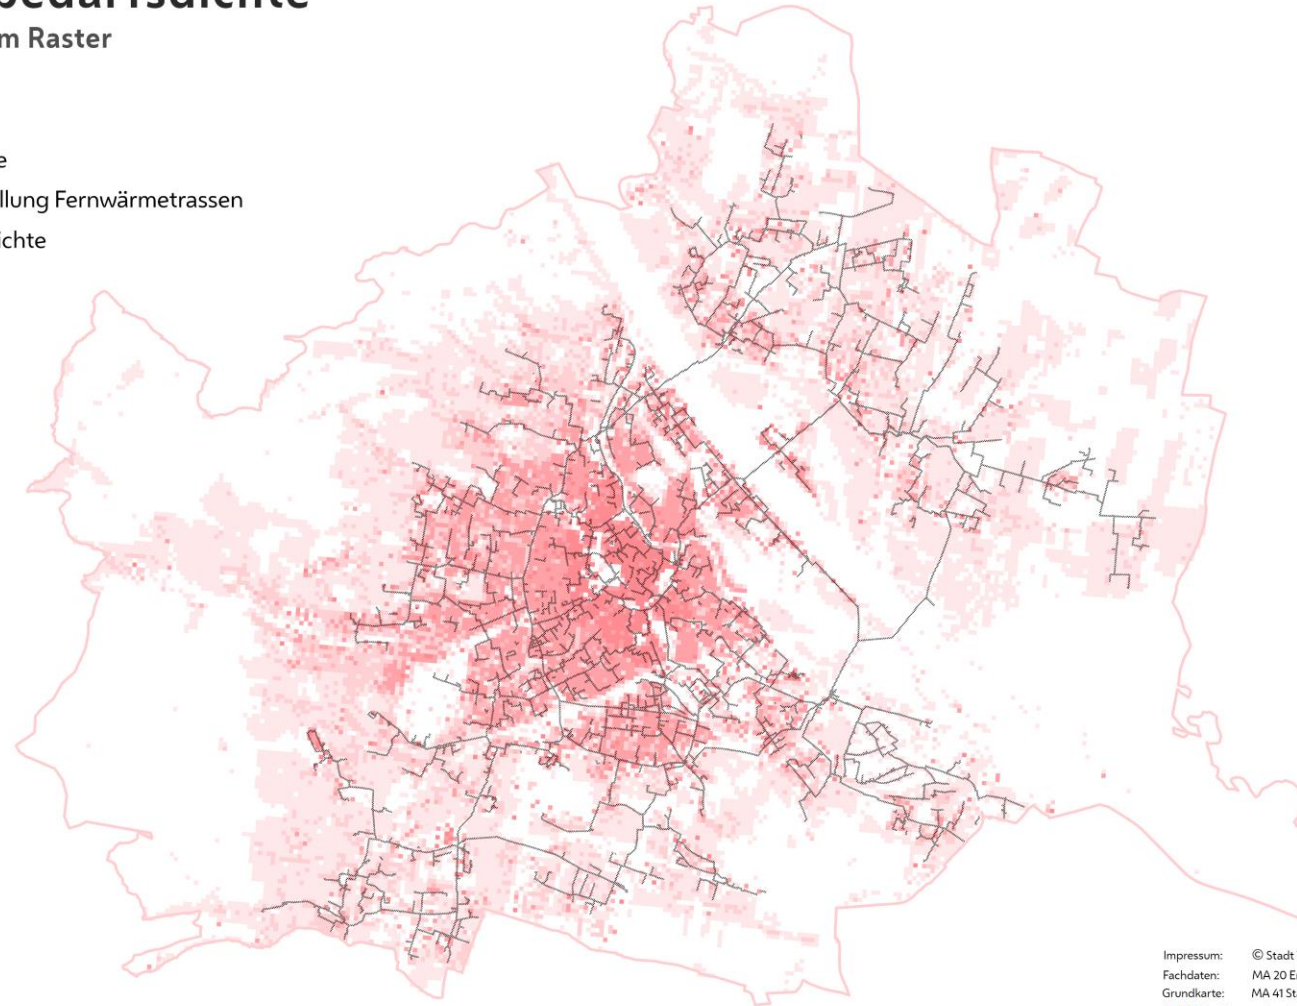 m Raster
e
llung Fernwärmetrassen
ichte
Impressum: © Stadt
Fachdaten: MA 20 E
Grundkarte: MA 41 St